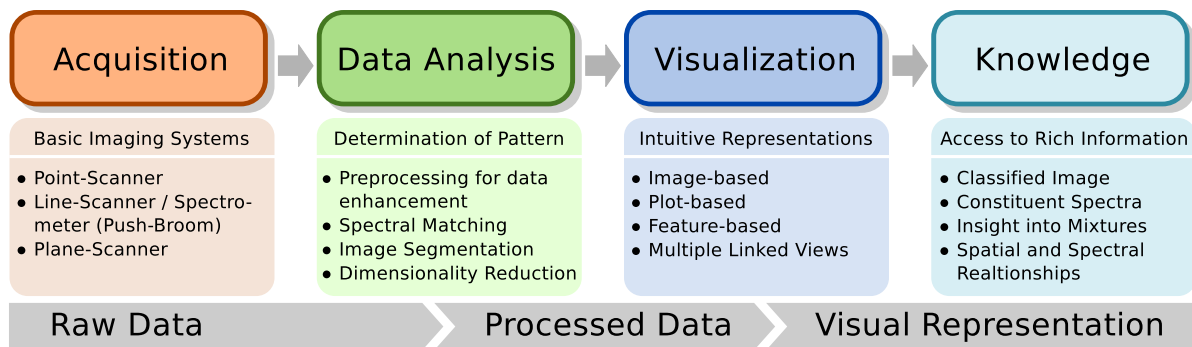 Acquisition
Data Analysis
Visualization
Knowledge
Basic Imaging Systems
● Point-Scanner
● Line-Scanner / Spectro-
meter (Push-Broom)
● Plane-Scanner
Determination of Pattern
● Preprocessing for data
enhancement
● Spectral Matching
● Image Segmentation
● Dimensionality Reduction
Intuitive Representations
● Image-based
● Plot-based
● Feature-based
● Multiple Linked Views
Access to Rich Information
● Classified Image
● Constituent Spectra
● Insight into Mixtures
● Spatial and Spectral
Realtionships
Raw Data
Processed Data
Visual Representation